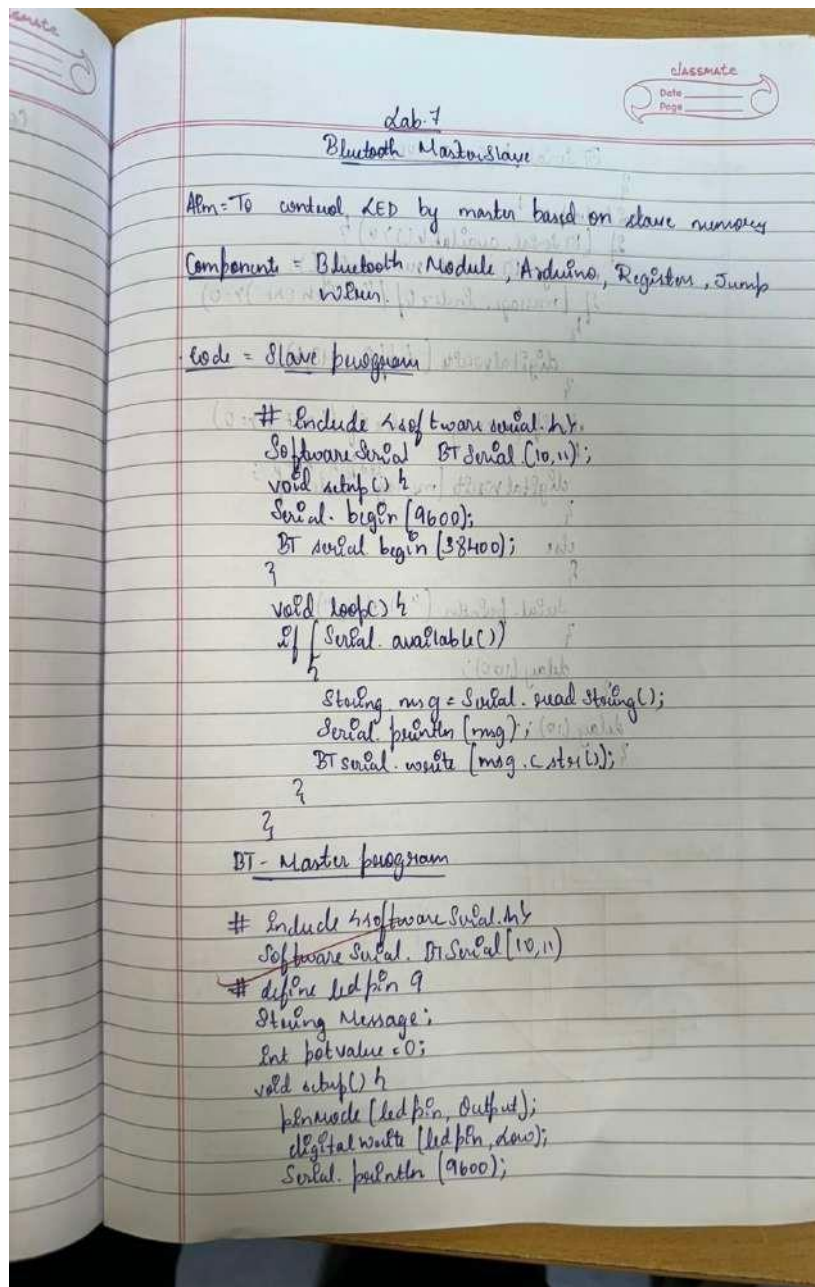 classmate
Date
Page
Lab-7
Bluetooth Master Slave
Aim = To control LED by master based on slave memory
Components = Bluetooth Module, Arduino, Registers, Jump
wires.
Code = Slave program
# Include <software serial.h>
Software Serial BT Serial (10,11);
void setup() {
Serial. begin (9600);
BT serial begin (38400);
}
void loop() {
if (Serial. available())
{
String msg = Serial. read String();
Serial. println (msg);
BT serial. write (msg. c str());
}
}
BT - Master program
# Include <software Serial.h>
Software Serial. BT Serial (10,11)
# define led pin 9
String Message;
int potvalue = 0;
void setup() {
pinMode (led pin, Output);
digital write (led pin, Low);
Serial. println (9600);